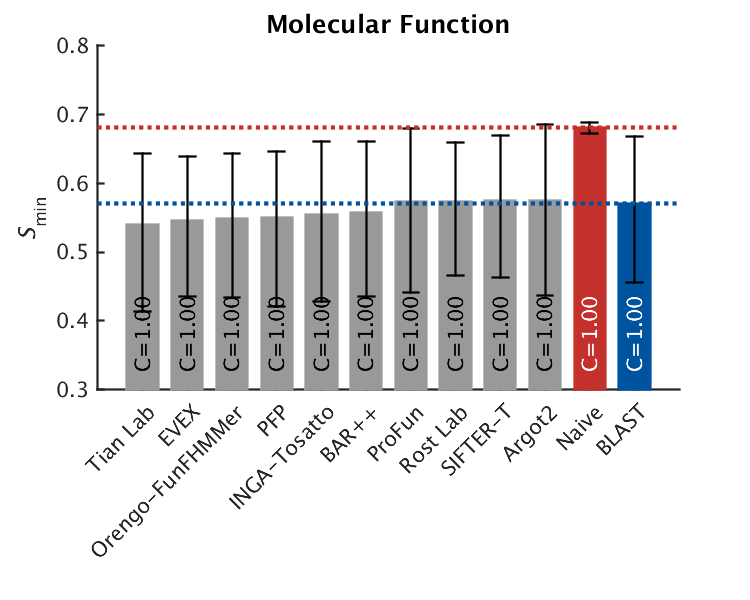 Molecular Function
0.8
0.7
0.6
0.5
0.4
0.3
Smin
C=1.00
C=1.00
C=1.00
C=1.00
C=1.00
C=1.00
C=1.00
C=1.00
C=1.00
C=1.00
C=1.00
C=1.00
Tian Lab
EVEX
Orengo-FunFHMMer
PFP
INGA-Tosatto
BAR++
ProFun
Rost Lab
SIFTER-T
Argot2
Naive
BLAST